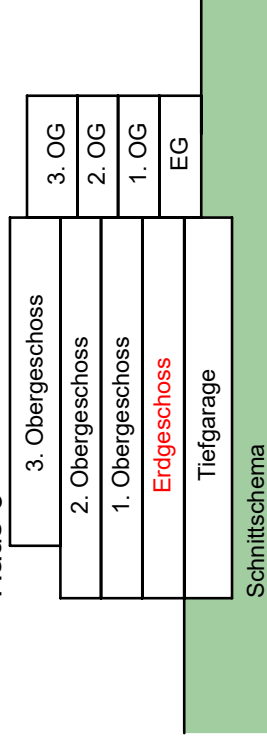 3. Obergeschoss
3. OG
2. Obergeschoss
2. OG
1. Obergeschoss
1. OG
Erdgeschoss
EG
Tiefgarage
Schnittschema